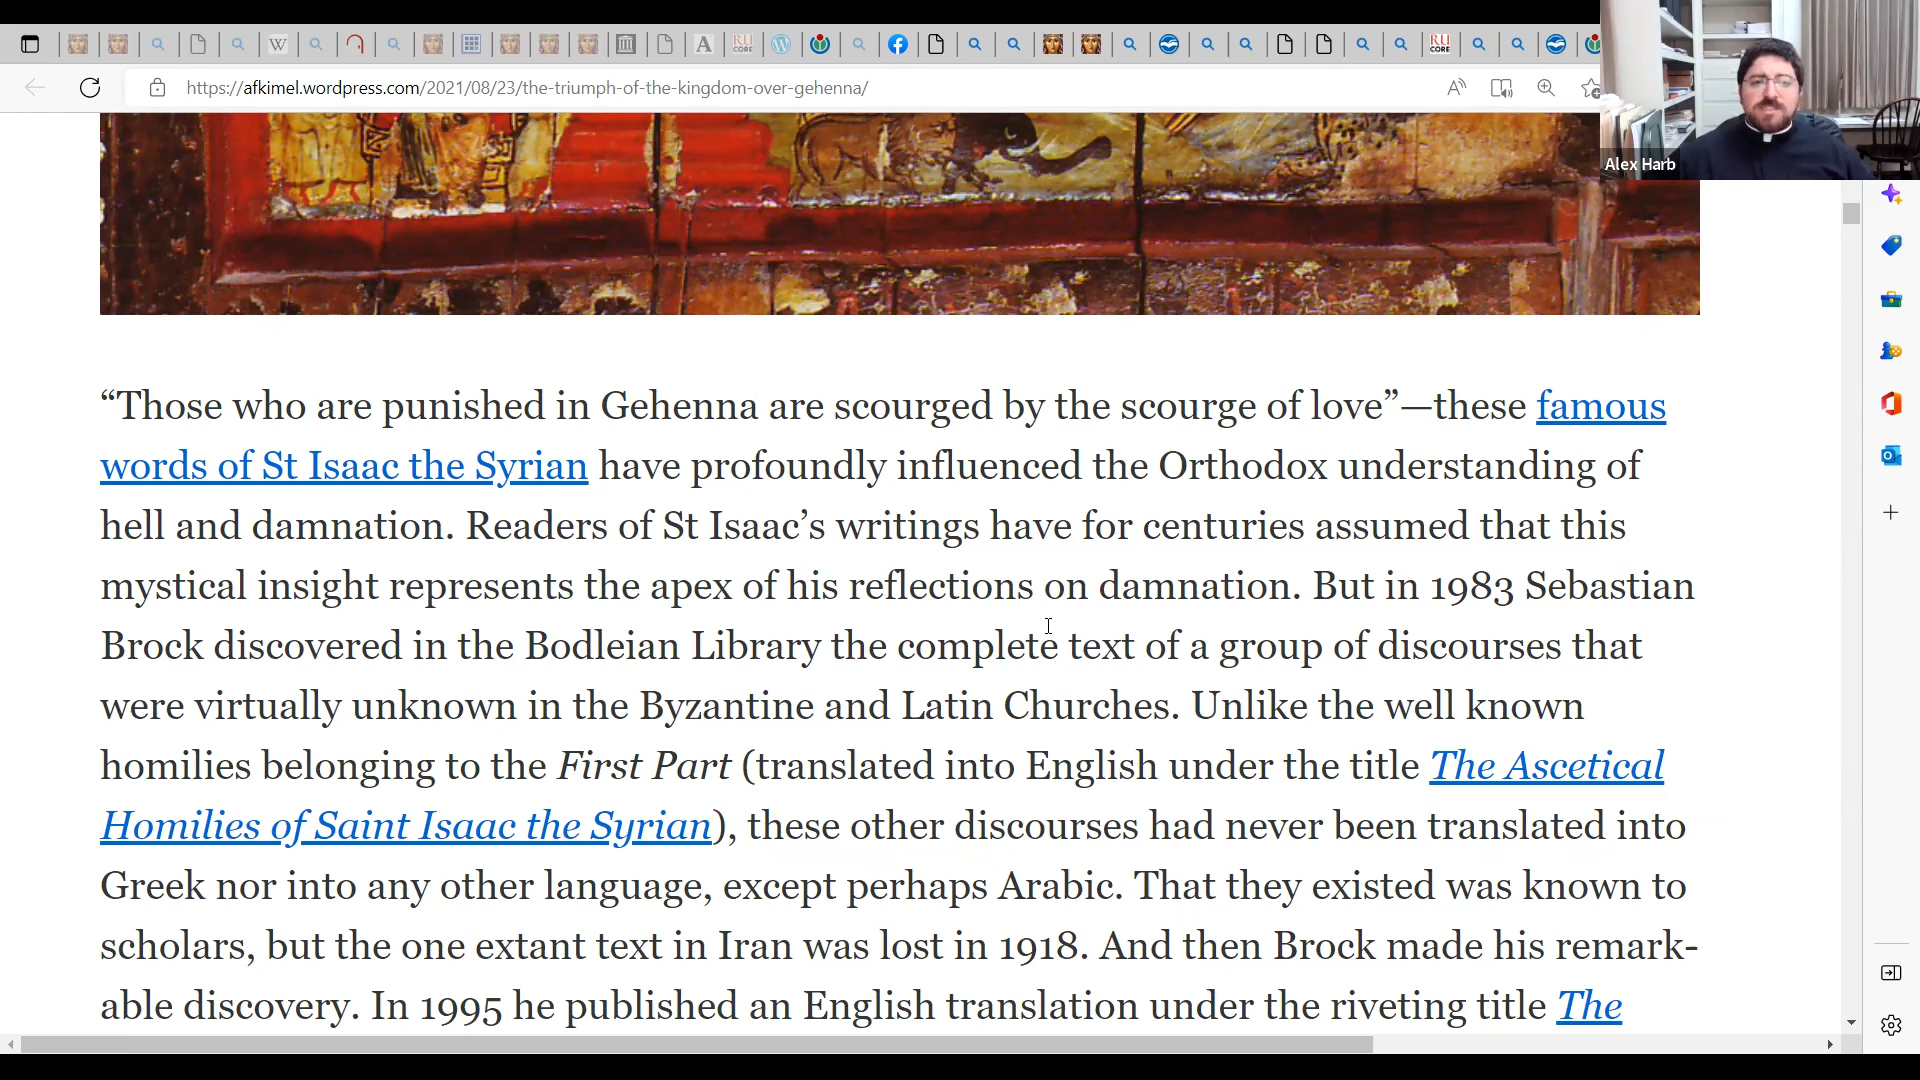 W
A
RU
CORE
RU
CORE
https://afkimel.wordpress.com/2021/08/23/the-triumph-of-the-kingdom-over-gehenna/
Alex Harb
“Those who are punished in Gehenna are scourged by the scourge of love”—these famous
words of St Isaac the Syrian have profoundly influenced the Orthodox understanding of
hell and damnation. Readers of St Isaac’s writings have for centuries assumed that this
mystical insight represents the apex of his reflections on damnation. But in 1983 Sebastian
Brock discovered in the Bodleian Library the complete text of a group of discourses that
were virtually unknown in the Byzantine and Latin Churches. Unlike the well known
homilies belonging to the First Part (translated into English under the title The Ascetical
Homilies of Saint Isaac the Syrian), these other discourses had never been translated into
Greek nor into any other language, except perhaps Arabic. That they existed was known to
scholars, but the one extant text in Iran was lost in 1918. And then Brock made his remark-
able discovery. In 1995 he published an English translation under the riveting title The